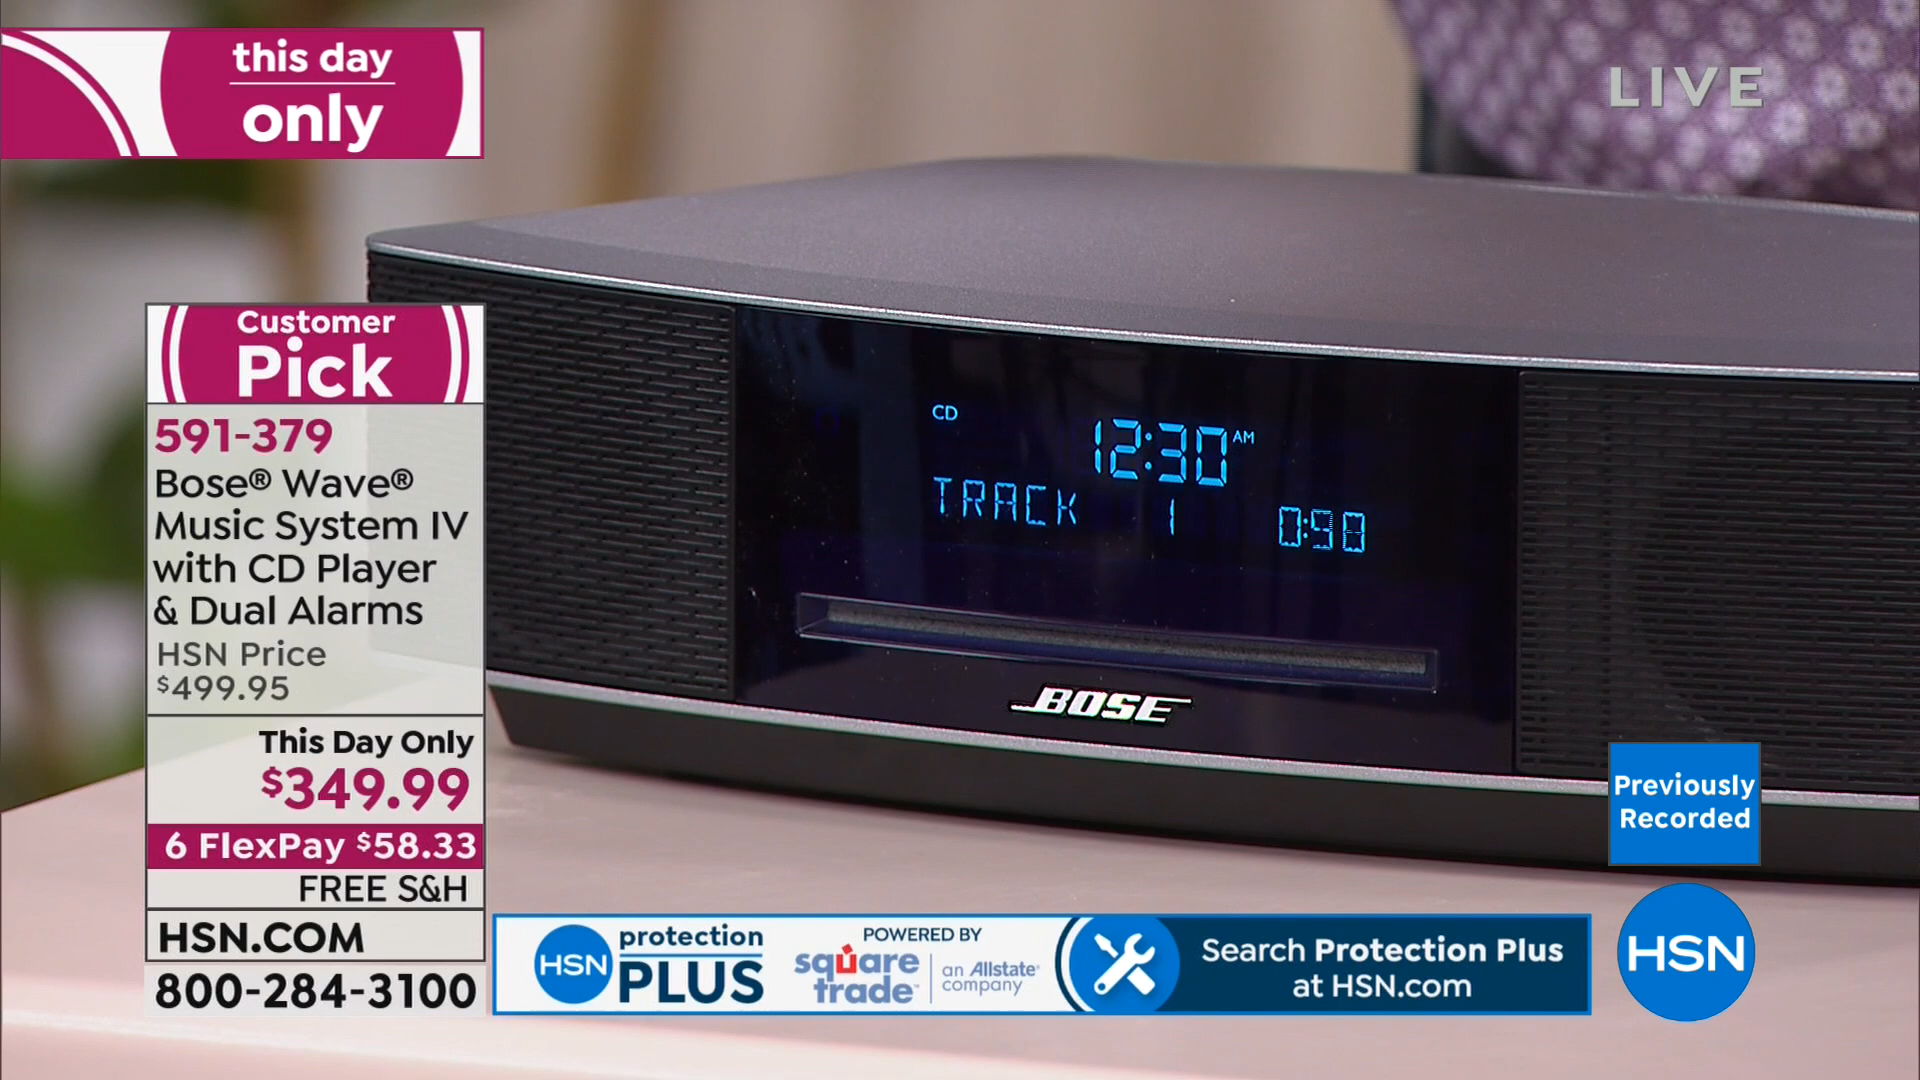 this day
only
LIVE
Customer
Pick
591-379
Bose® Wave®
Music System IV
with CD Player
& Dual Alarms
HSN Price
$499.95
This Day Only
$349.99
6 FlexPay $58.33
FREE S&H
HSN.COM
800-284-3100
CD
12:30 AM
TRACK 1
BOSE
Previously
Recorded
HSN
HSN protection
PLUS
POWERED BY
square
trade
an Allstate
company
Search Protection Plus
at HSN.com